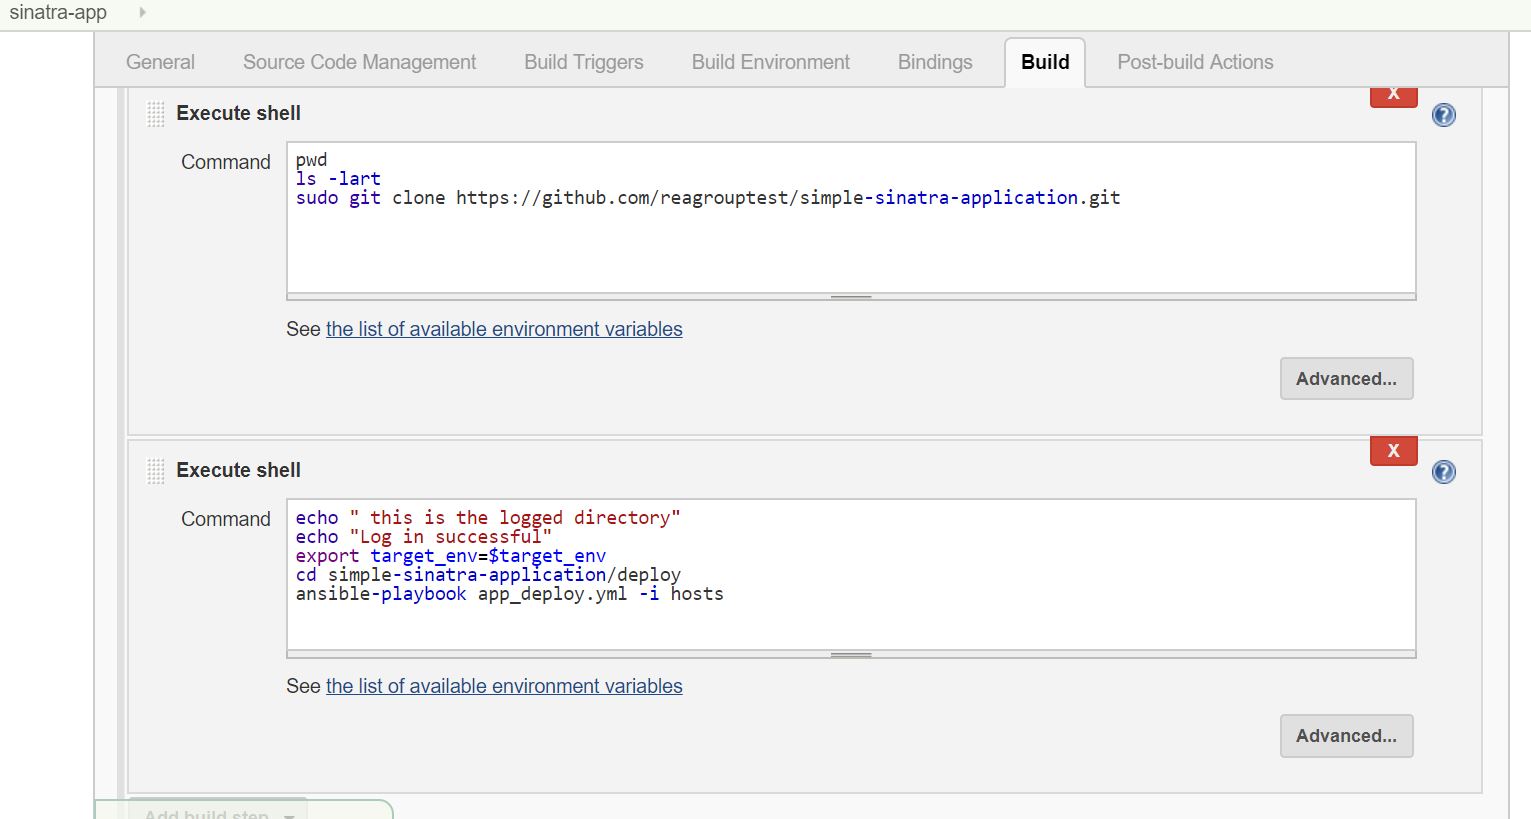 sinatra-app
General Source Code Management Build Triggers Build Environment Bindings Build Post-build Actions
X
Execute shell
?
Command
pwd
ls -lart
sudo git clone https://github.com/reagrouptest/simple-sinatra-application.git
See the list of available environment variables
Advanced...
X
Execute shell
?
Command
echo " this is the logged directory"
echo "Log in successful"
export target_env=$target_env
cd simple-sinatra-application/deploy
ansible-playbook app_deploy.yml -i hosts
See the list of available environment variables
Advanced...
Add build step